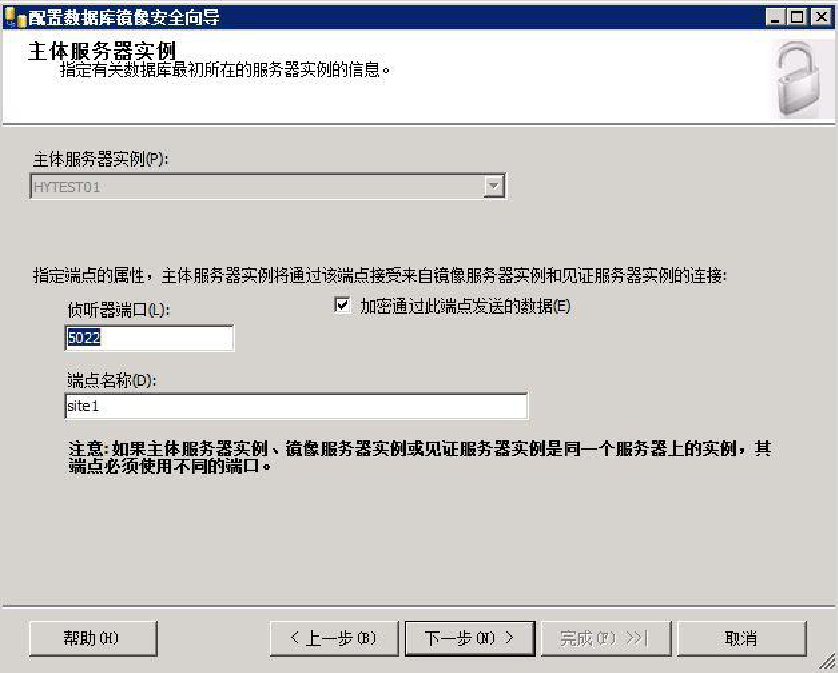 配置数据库镜像安全向导
主体服务器实例
指定有关数据库最初所在的服务器实例的信息。
主体服务器实例(P):
HYTEST01
指定端点的属性，主体服务器实例将通过该端点接受来自镜像服务器实例和见证服务器实例的连接:
侦听器端口(L):
加密通过此端点发送的数据(E)
5022
端点名称(D):
site1
注意:如果主体服务器实例、镜像服务器实例或见证服务器实例是同一个服务器上的实例，其
端点必须使用不同的端口。
帮助(H)
< 上一步(B)
下一步(N) >
完成(F) >>|
取消